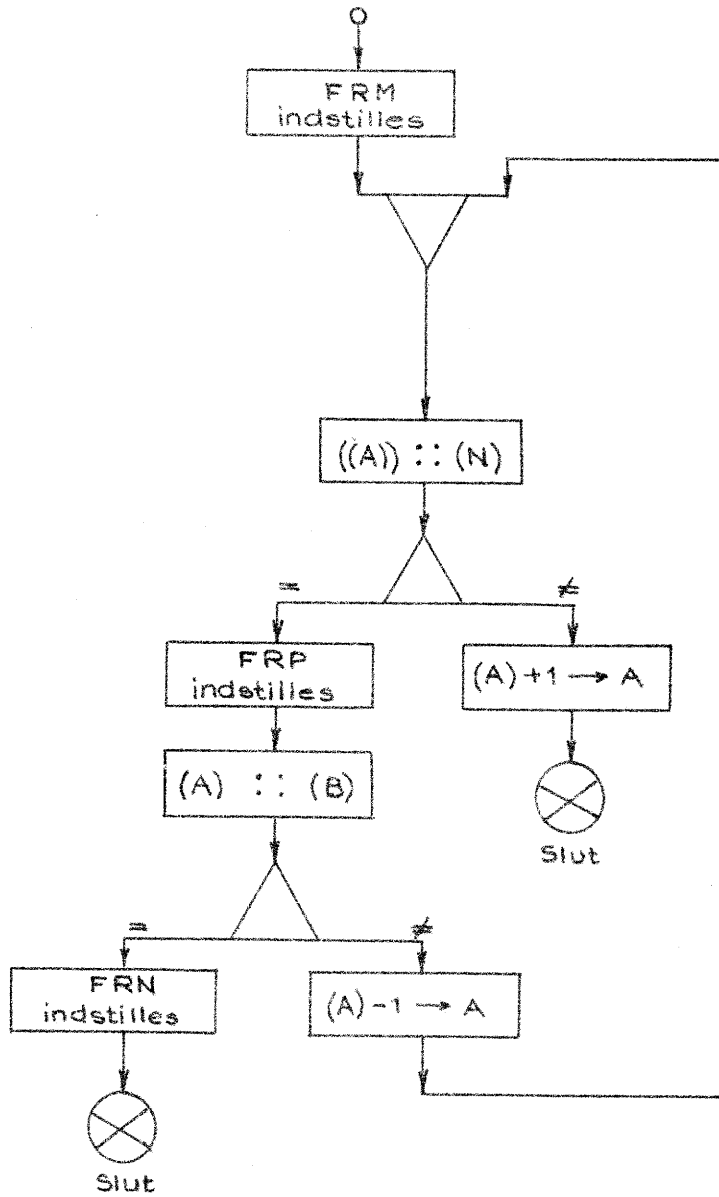 FRM
indstilles
((A)) :: (N)
=
≠
FRP
indstilles
(A)+1 → A
(A) :: (B)
Slut
=
≠
FRN
indstilles
(A)-1 → A
Slut